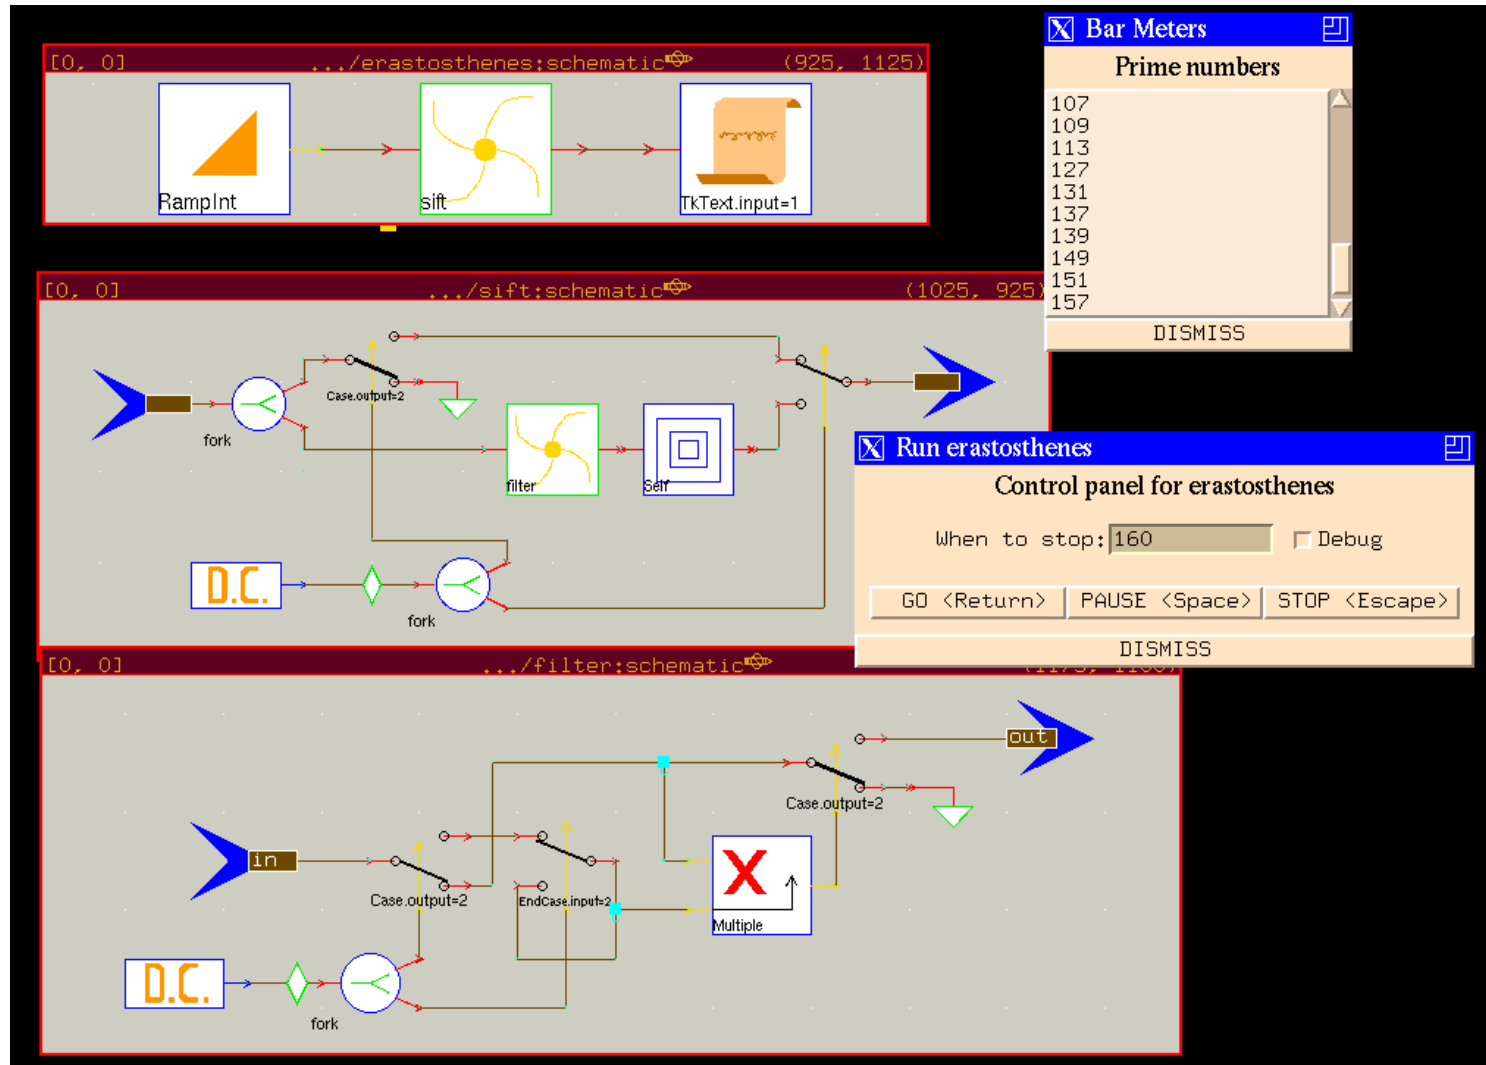 [0, 0] .../erastosthenes:schematic (925, 1125)
RampInt
sift
TkText.input=1
Bar Meters
Prime numbers
107
109
113
127
131
137
139
149
151
157
DISMISS
[0, 0] .../sift:schematic (1025, 925)
Case.output=2
fork
filter
Self
D.C.
fork
Run erastosthenes
Control panel for erastosthenes
When to stop: 160 Debug
GO <Return> PAUSE <Space> STOP <Escape>
DISMISS
[0, 0] .../filter:schematic
out
Case.output=2
in
Case.output=2
EndCase.input=2
X
Multiple
D.C.
fork